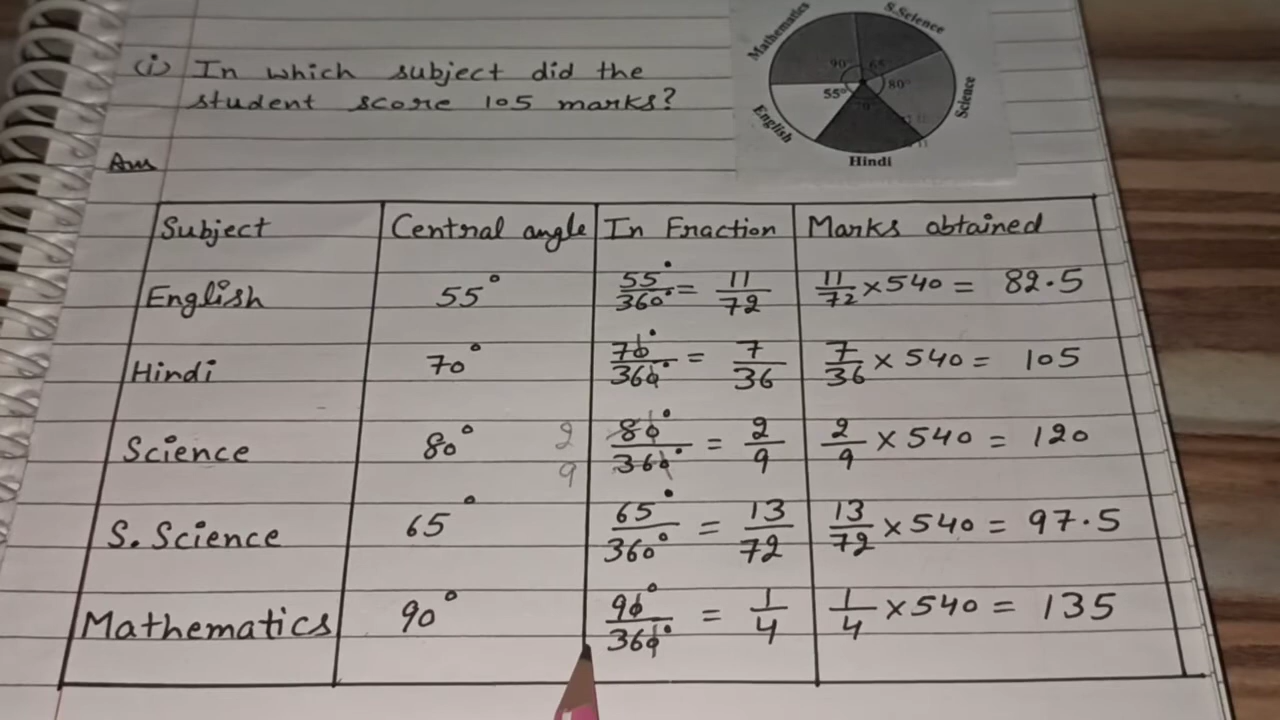 (i) In which subject did the
student score 105 marks?
Mathematics
S.Science
90° 65°
55° 80°
70°
English
Science
Hindi
Ans
Subject Central angle In Fraction Marks obtained
English 55° 55°/360° = 11/72 11/72 × 540 = 82.5
Hindi 70° 70°/360° = 7/36 7/36 × 540 = 105
Science 80° 2 9 80°/360° = 2/9 2/9 × 540 = 120
S. Science 65° 65°/360° = 13/72 13/72 × 540 = 97.5
Mathematics 90° 90°/360° = 1/4 1/4 × 540 = 135